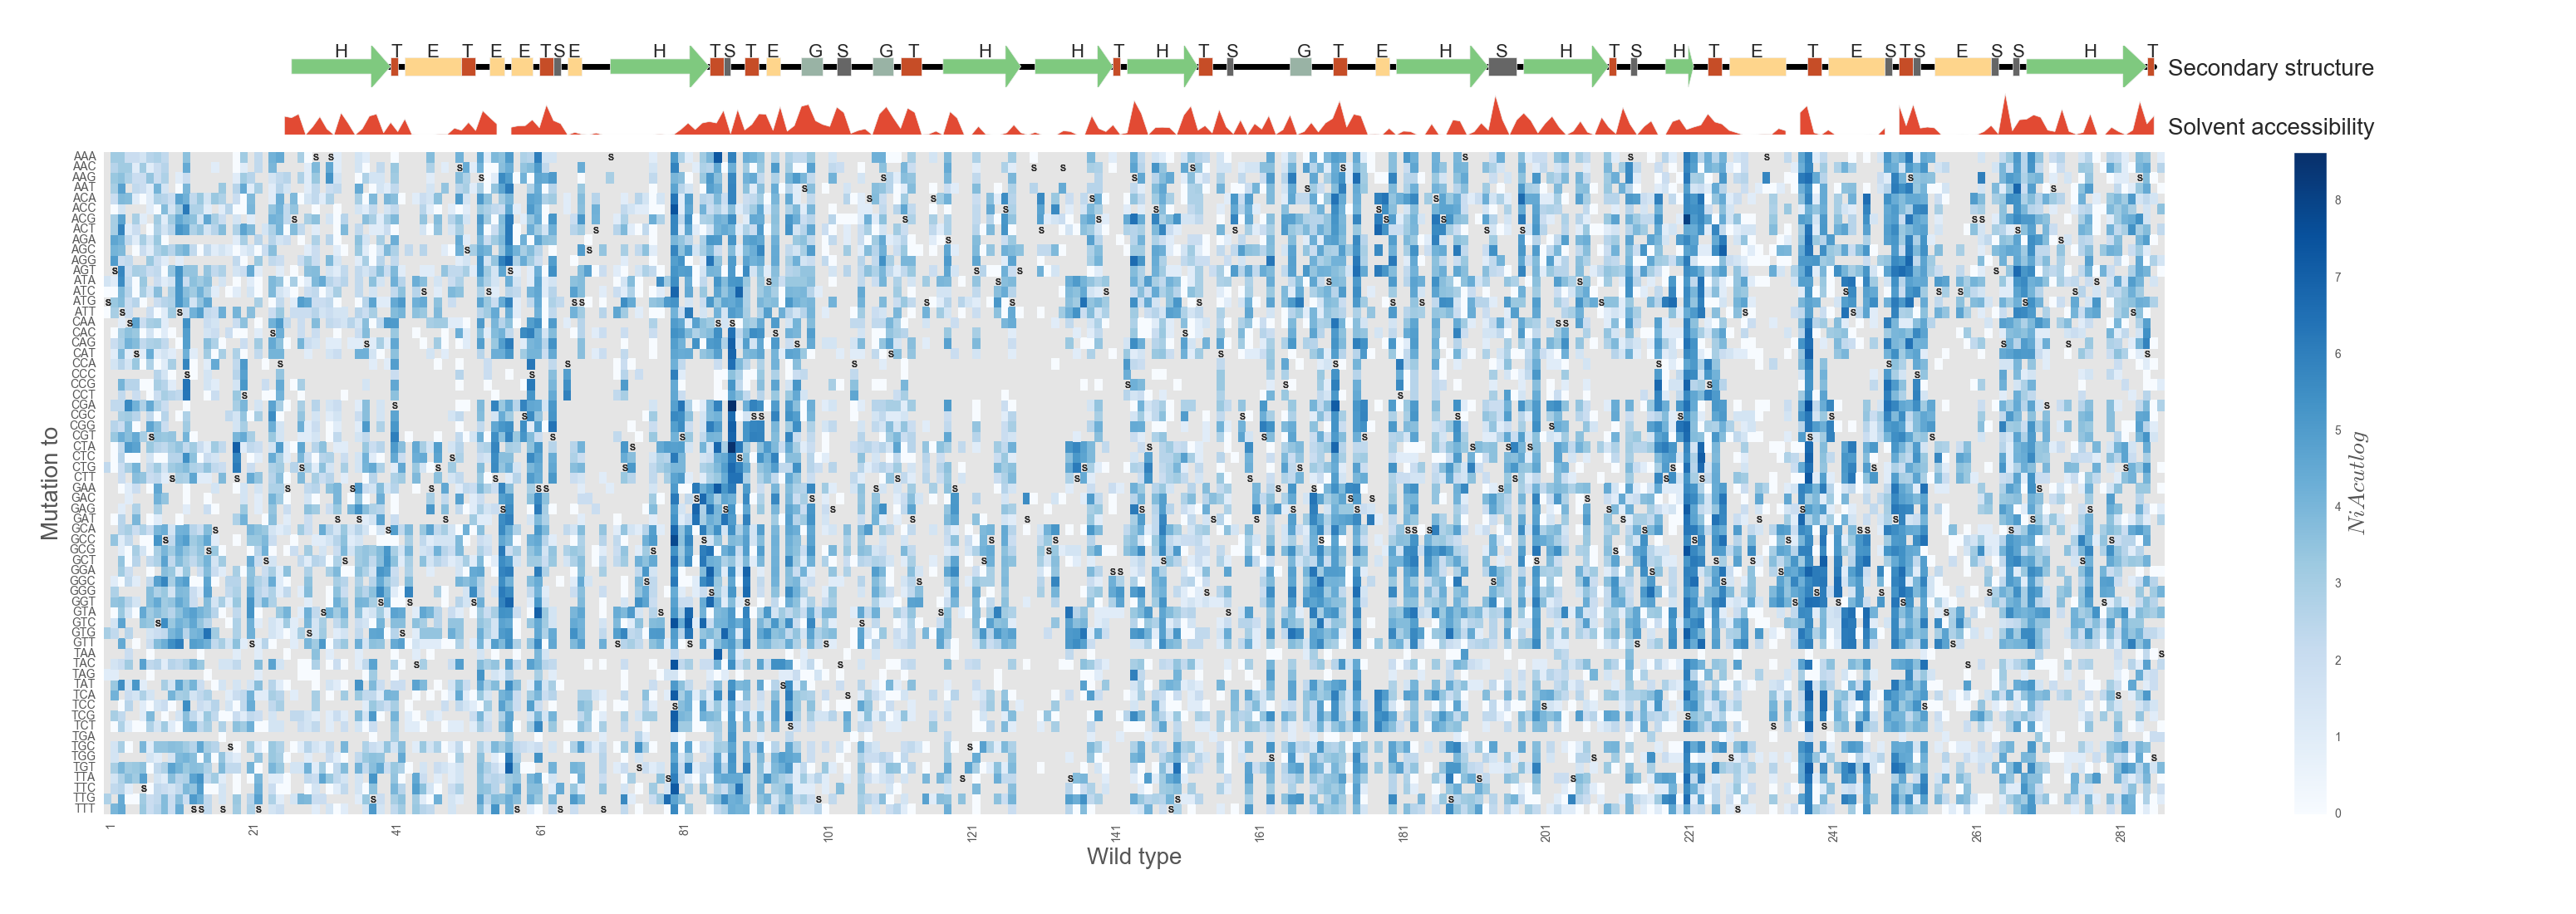 H T E T E E T S E H T S T E G S G T H H T H T S G T E H S H T S H T E T E S T S E S S H T
Secondary structure
Solvent accessibility
AAA
AAC
AAG
AAT
ACA
ACC
ACG
ACT
AGA
AGC
AGG
AGT
ATA
ATC
ATG
ATT
CAA
CAC
CAG
CAT
CCA
CCC
CCG
CCT
CGA
CGC
CGG
CGT
CTA
CTC
CTG
CTT
GAA
GAC
GAG
GAT
GCA
GCC
GCG
GCT
GGA
GGC
GGG
GGT
GTA
GTC
GTG
GTT
TAA
TAC
TAG
TAT
TCA
TCC
TCG
TCT
TGA
TGC
TGG
TGT
TTA
TTC
TTG
TTT
Mutation to
1 21 41 61 81 101 121 141 161 181 201 221 241 261 281
Wild type
8
7
6
5
4
3
2
1
0
NiAcutlog